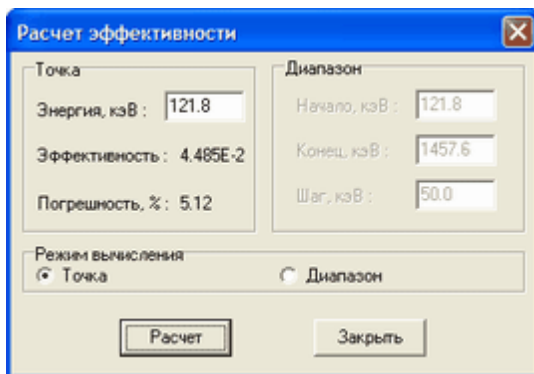 Расчет эффективности
Точка
Энергия, кэВ : 121.8
Эффективность : 4.485E-2
Погрешность, % : 5.12
Диапазон
Начало, кэВ : 121.8
Конец, кэВ : 1457.6
Шаг, кэВ : 50.0
Режим вычисления
Точка
Диапазон
Расчет
Закрыть